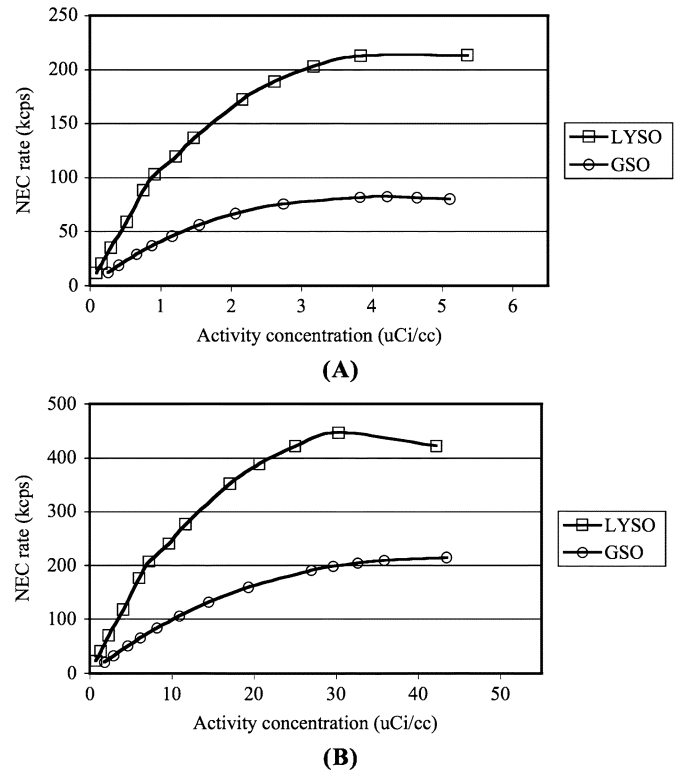 250
200
150
100
50
0
NEC rate (kcps)
0 1 2 3 4 5 6
Activity concentration (uCi/cc)
LYSO
GSO
(A)
500
400
300
200
100
0
NEC rate (kcps)
0 10 20 30 40 50
Activity concentration (uCi/cc)
LYSO
GSO
(B)